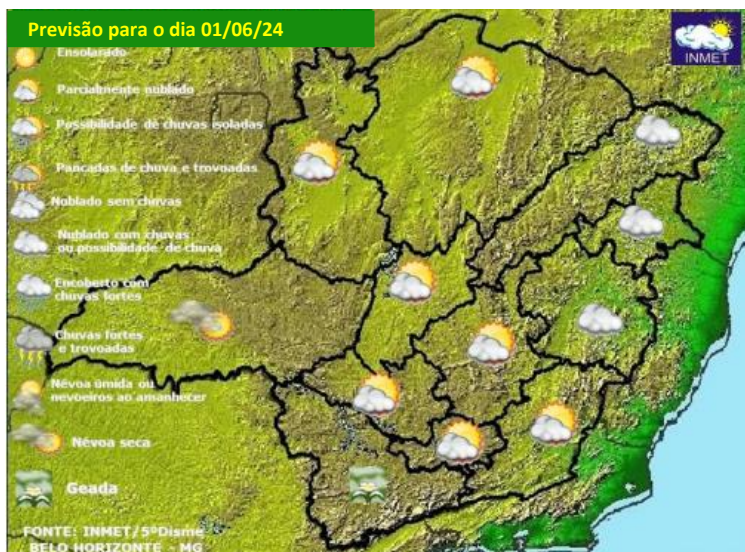 Previsão para o dia 01/06/24
INMET
Ensolarado
Parcialmente nublado
Possibilidade de chuvas isoladas
Pancadas de chuva e trovoadas
Noblado sem chuvas
Nublado com chuvas
ou possibilidade de chuva
Encoberto com
chuvas fortes
Chuvas fortes
e trovoadas
Névoa úmida ou
nevoeiros ao amanhecer
Névoa seca
Geada
FONTE: INMET/5ºDisme
BELO HORIZONTE - MG